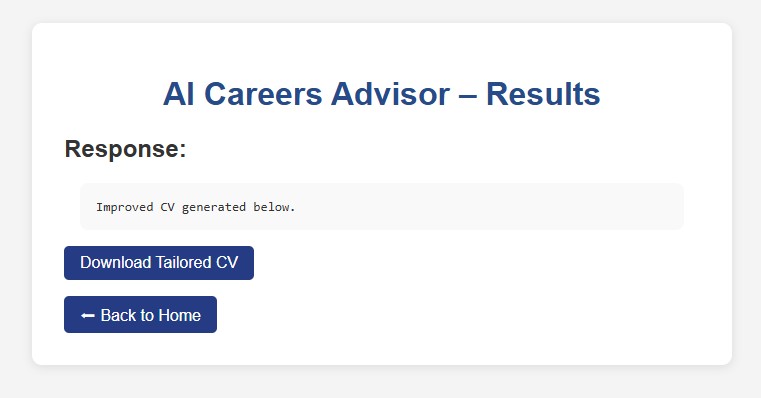 AI Careers Advisor – Results
Response:
Improved CV generated below.
Download Tailored CV
← Back to Home